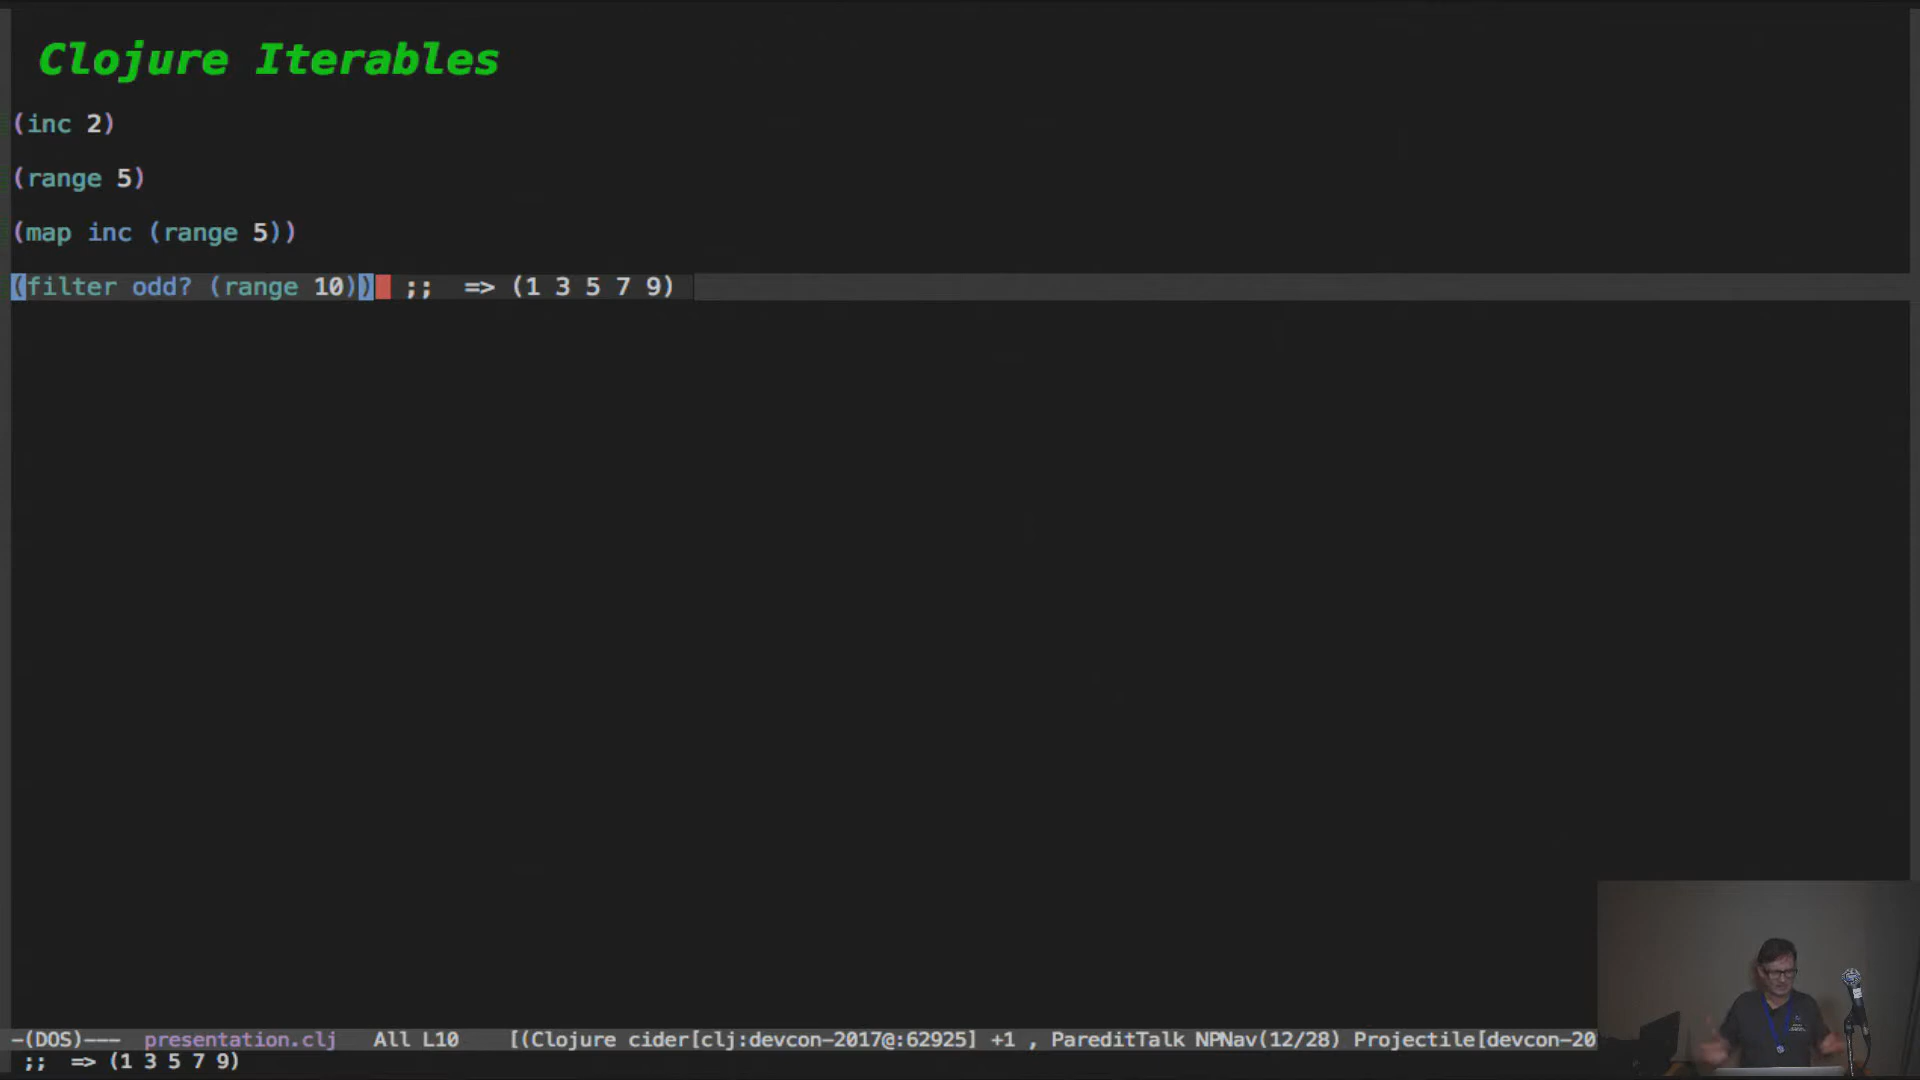 Clojure Iterables
(inc 2)
(range 5)
(map inc (range 5))
(filter odd? (range 10)) ;;  => (1 3 5 7 9)
-(DOS)---  presentation.clj   All L10   [(Clojure cider[clj:devcon-2017@:62925] +1 , PareditTalk NPNav(12/28) Projectile[devcon-20
;;  => (1 3 5 7 9)